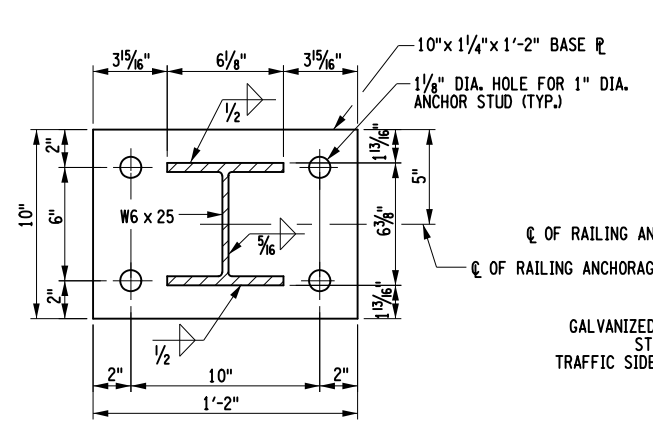 3 15/16"
6 1/8"
3 15/16"
10" x 1 1/4" x 1'-2" BASE ℙ
1 1/8" DIA. HOLE FOR 1" DIA.
ANCHOR STUD (TYP.)
1/2
2"
1 13/16"
5"
10"
6"
W6 x 25
5/16
6 3/8"
℄ OF RAILING AN
℄ OF RAILING ANCHORAG
2"
1 13/16"
1/2
GALVANIZED
ST
TRAFFIC SIDE
2"
10"
2"
1'-2"